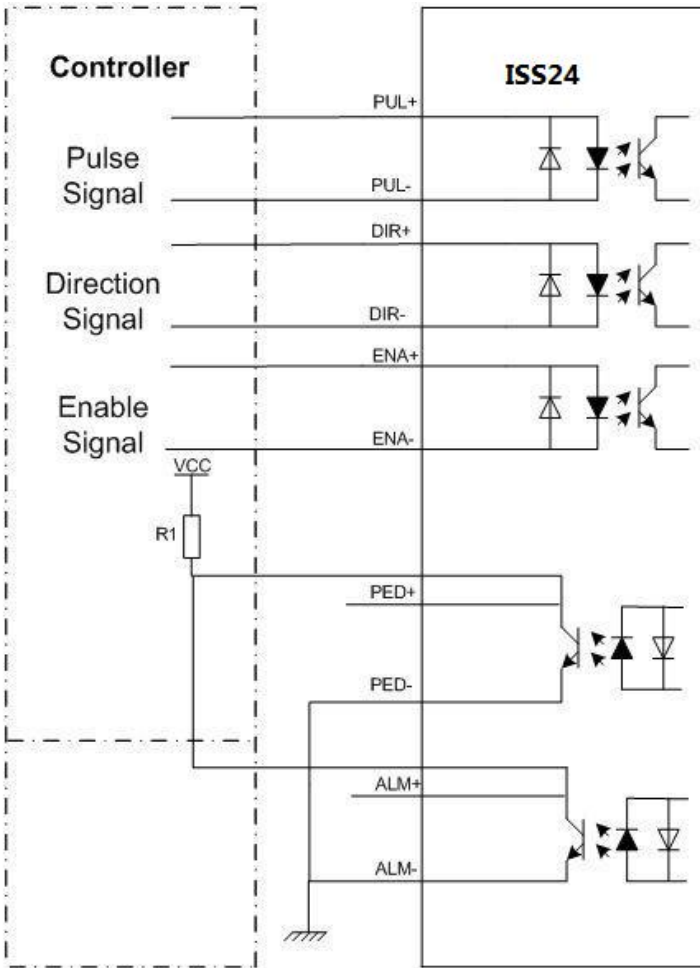 Controller
ISS24
PUL+
Pulse
Signal
PUL-
DIR+
Direction
Signal
DIR-
ENA+
Enable
Signal
ENA-
VCC
R1
PED+
PED-
ALM+
ALM-